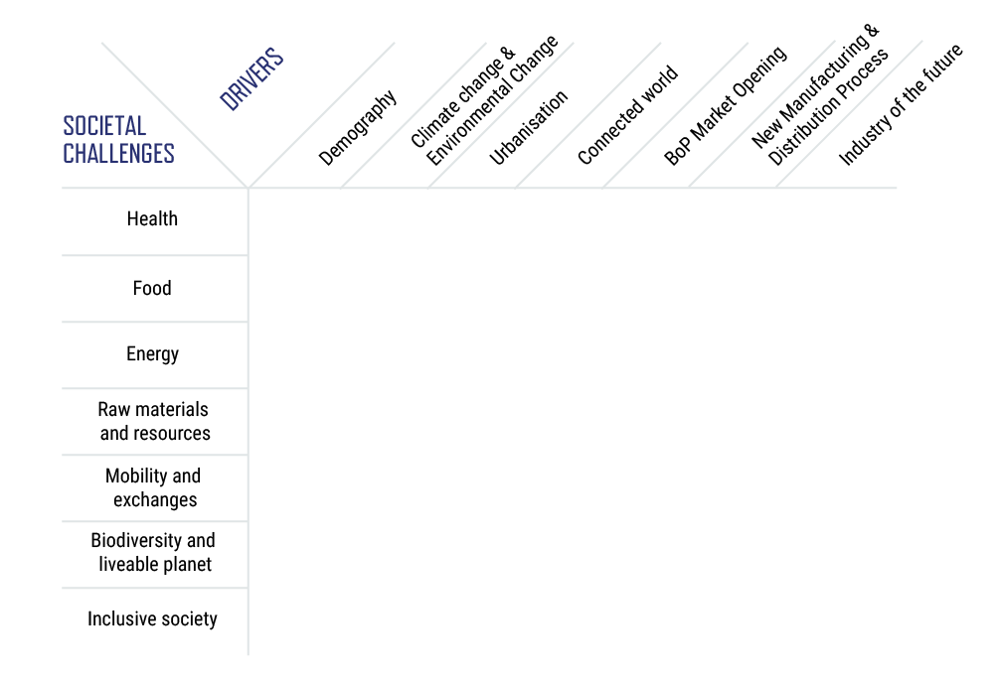 DRIVERS
SOCIETAL
CHALLENGES
Demography
Climate change &
Environmental Change
Urbanisation
Connected world
BoP Market Opening
New Manufacturing &
Distribution Process
Industry of the future
Health
Food
Energy
Raw materials
and resources
Mobility and
exchanges
Biodiversity and
liveable planet
Inclusive society